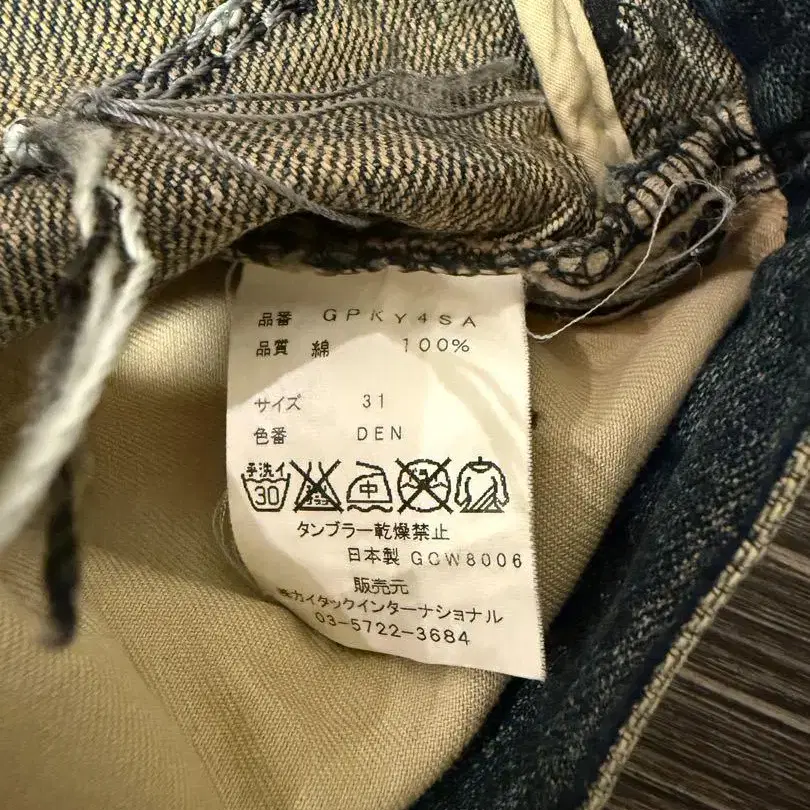 品番 GPKY4SA
品質 綿 100%
サイズ 31
色番 DEN
手洗イ
30 中
タンブラー乾燥禁止
日本製 GCW8006
販売元
カイタックインターナショナル
03-5722-3684